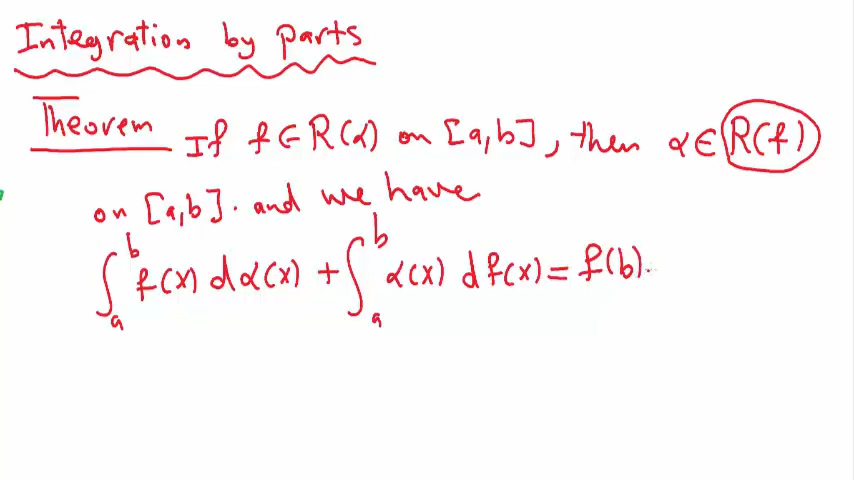 Integration by parts
Theorem If f ∈ R(α) on [a,b], then α ∈ R(f)
on [a,b]. and we have
∫_a^b f(x) dα(x) + ∫_a^b α(x) df(x) = f(b)